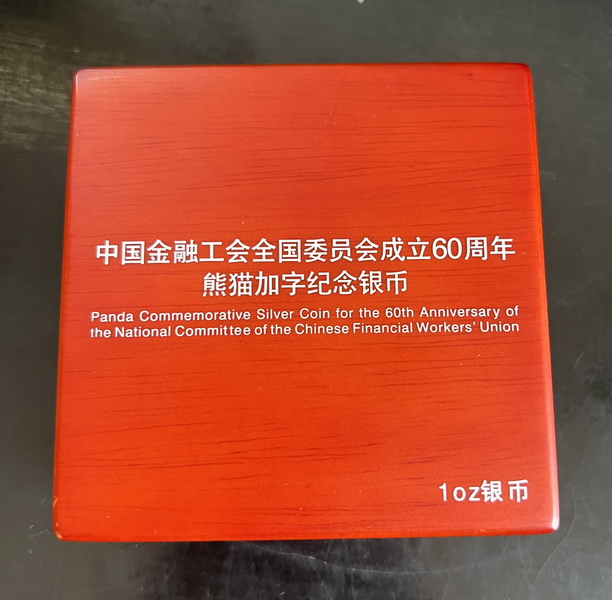 中国金融工会全国委员会成立60周年
熊猫加字纪念银币
Panda Commemorative Silver Coin for the 60th Anniversary of
the National Committee of the Chinese Financial Workers' Union
1oz银币